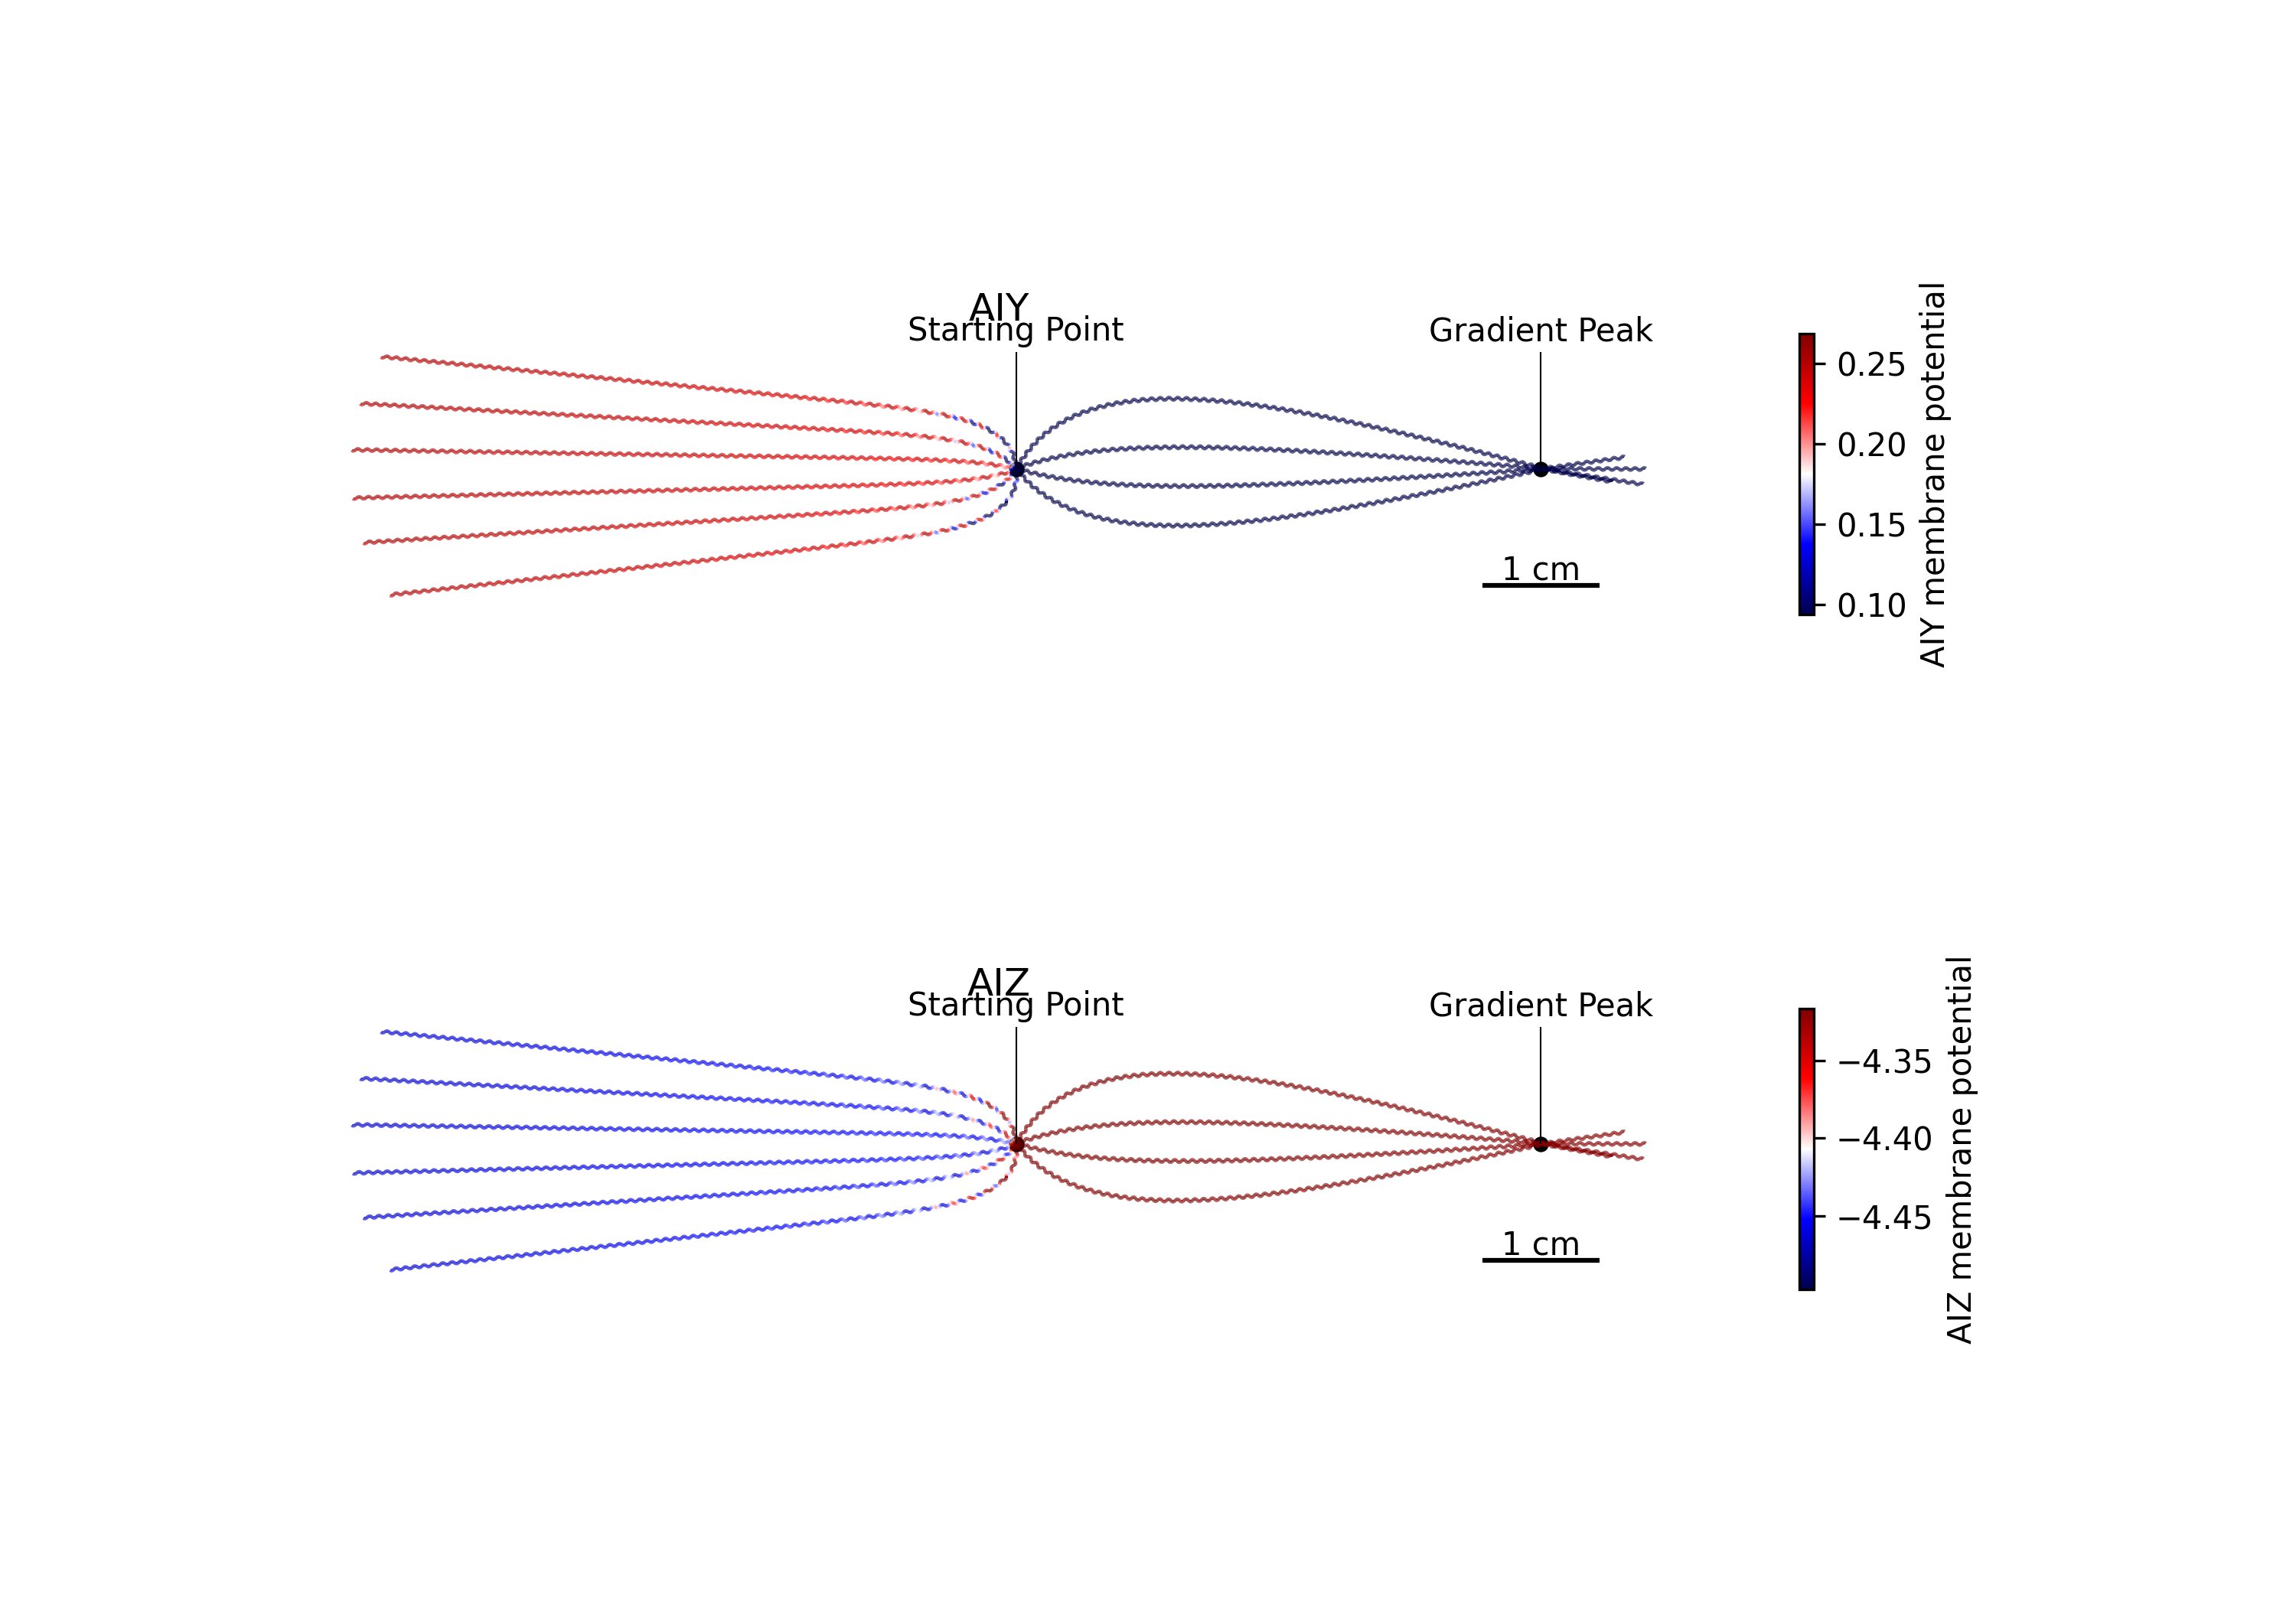 AIY
Starting Point
Gradient Peak
0.25
0.20
0.15
0.10
AIY membrane potential
1 cm
AIZ
Starting Point
Gradient Peak
−4.35
−4.40
−4.45
AIZ membrane potential
1 cm